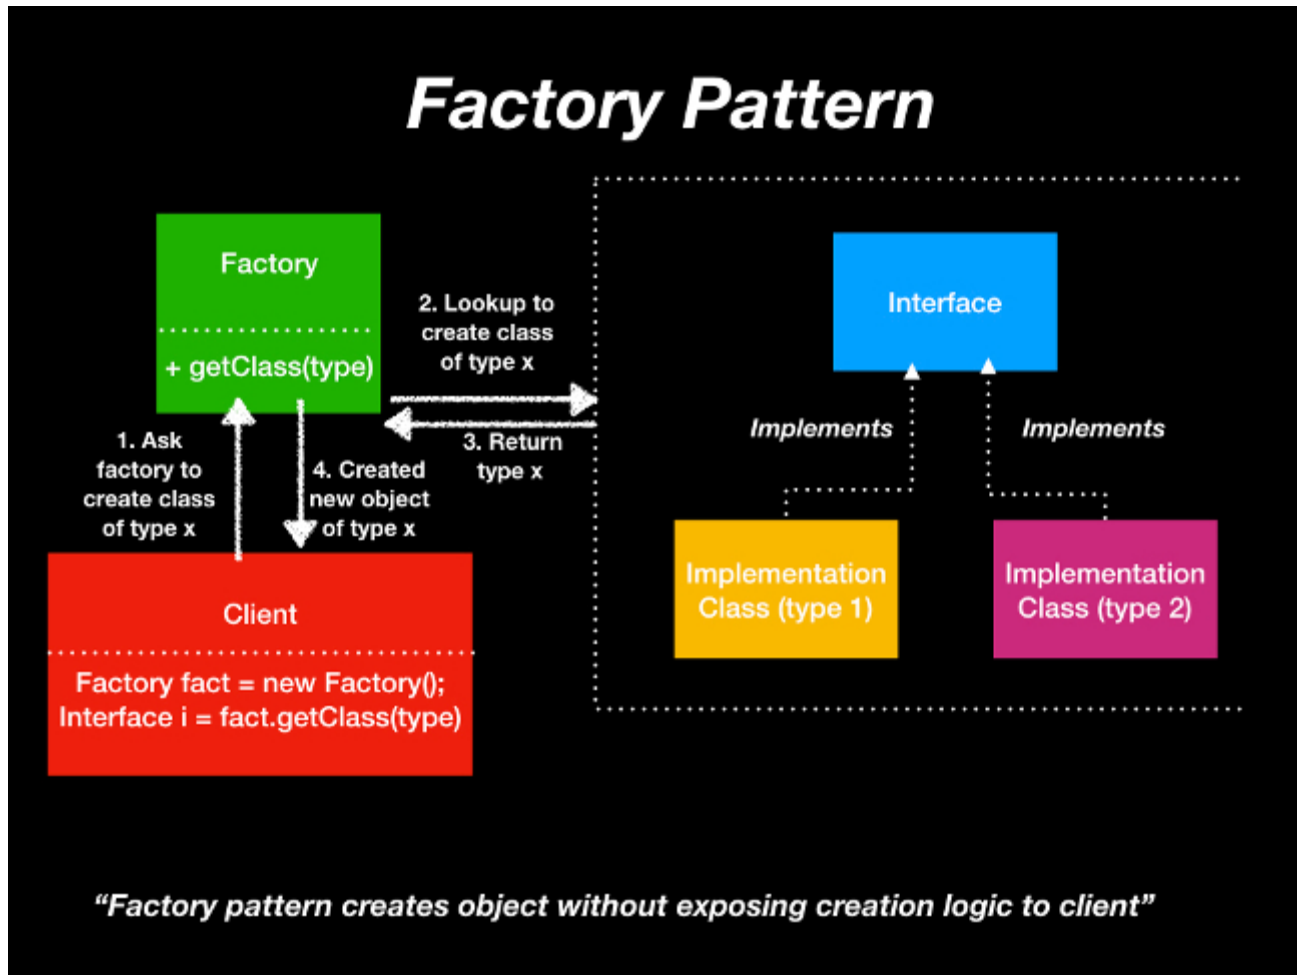 Factory Pattern
Factory
+ getClass(type)
2. Lookup to
create class
of type x
3. Return
type x
1. Ask
factory to
create class
of type x
4. Created
new object
of type x
Client
Factory fact = new Factory();
Interface i = fact.getClass(type)
Interface
Implements
Implements
Implementation
Class (type 1)
Implementation
Class (type 2)
“Factory pattern creates object without exposing creation logic to client”